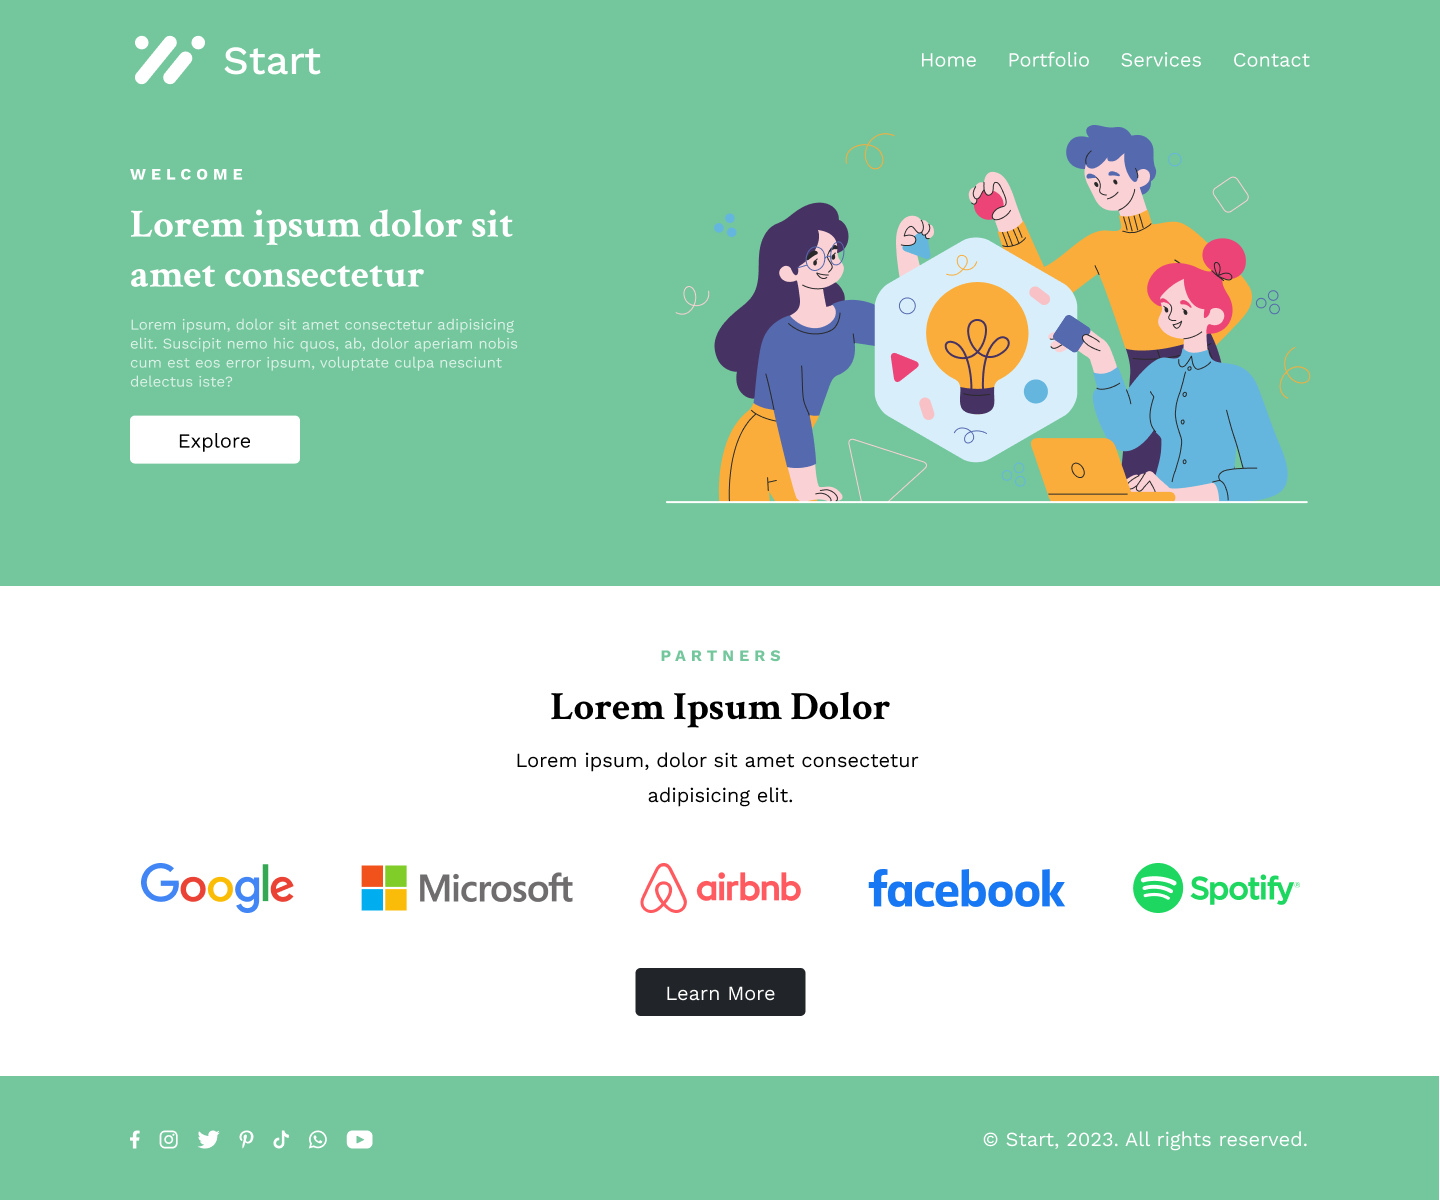 Start
Home Portfolio Services Contact
WELCOME
Lorem ipsum dolor sit
amet consectetur
Lorem ipsum, dolor sit amet consectetur adipisicing
elit. Suscipit nemo hic quos, ab, dolor aperiam nobis
cum est eos error ipsum, voluptate culpa nesciunt
delectus iste?
Explore
PARTNERS
Lorem Ipsum Dolor
Lorem ipsum, dolor sit amet consectetur
adipisicing elit.
Google Microsoft airbnb facebook Spotify®
Learn More
© Start, 2023. All rights reserved.